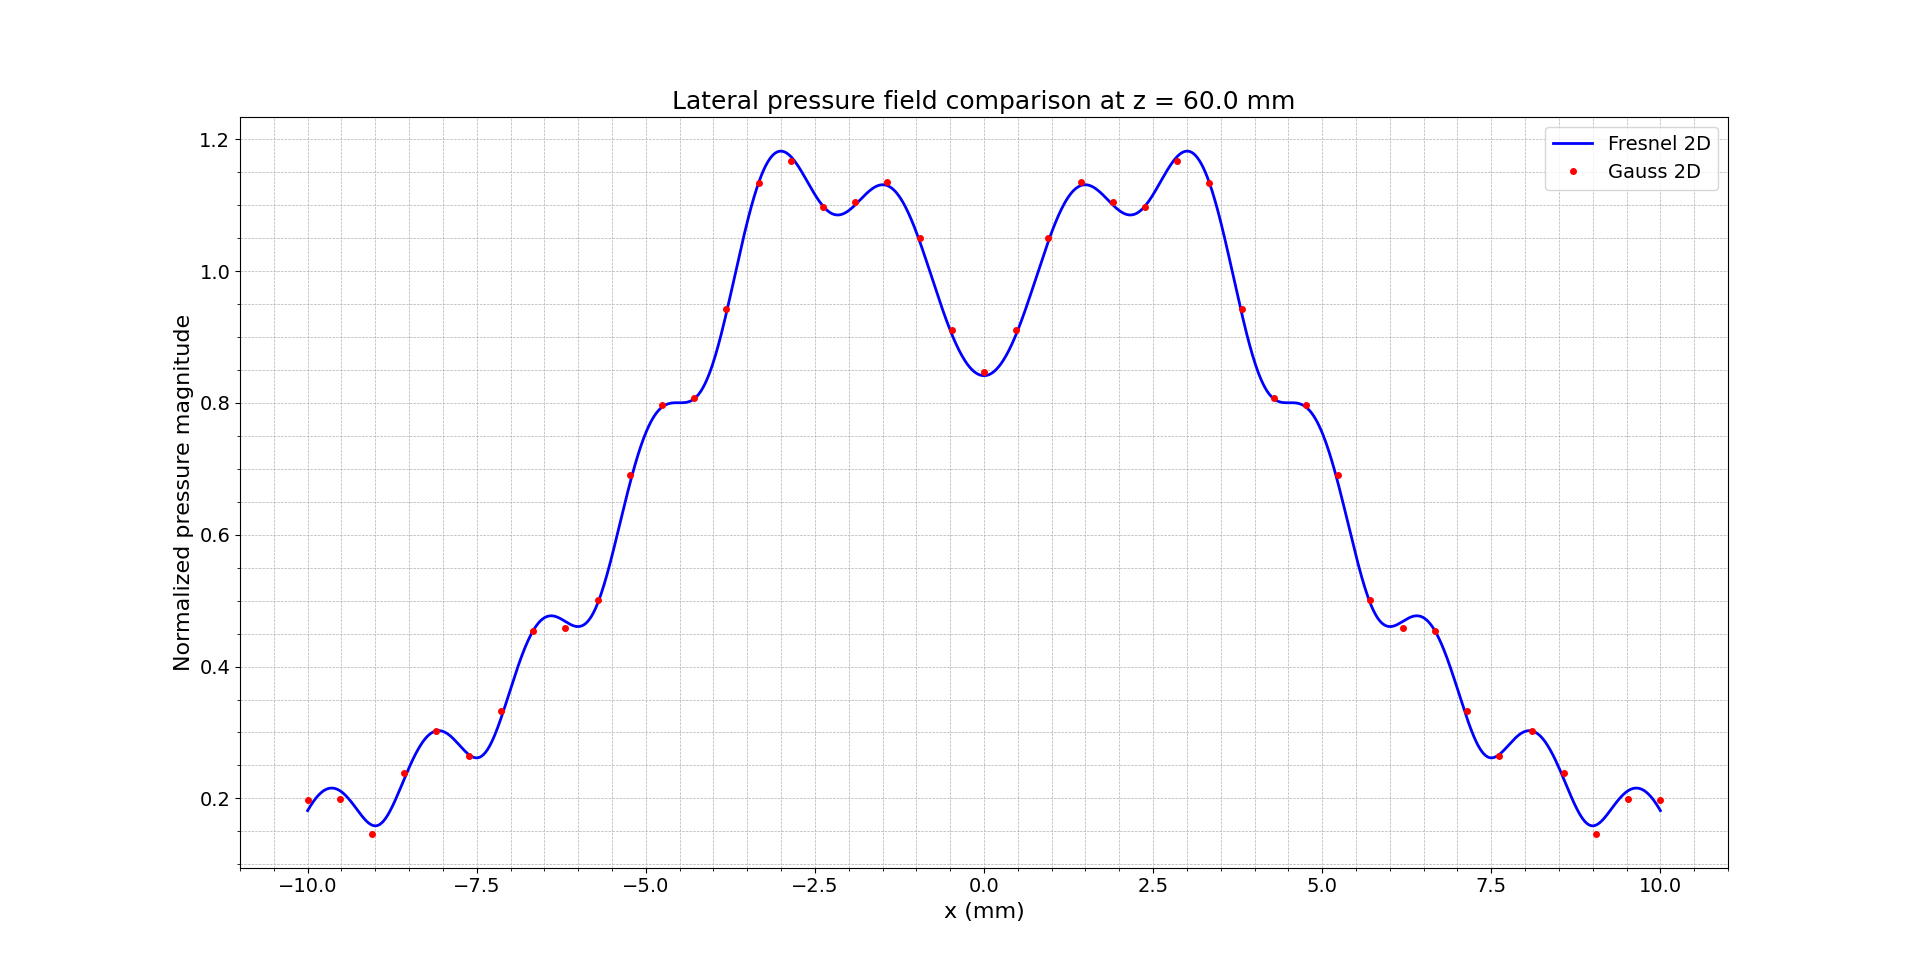 Lateral pressure field comparison at z = 60.0 mm
Fresnel 2D
Gauss 2D
Normalized pressure magnitude
1.2
1.0
0.8
0.6
0.4
0.2
−10.0 −7.5 −5.0 −2.5 0.0 2.5 5.0 7.5 10.0
x (mm)